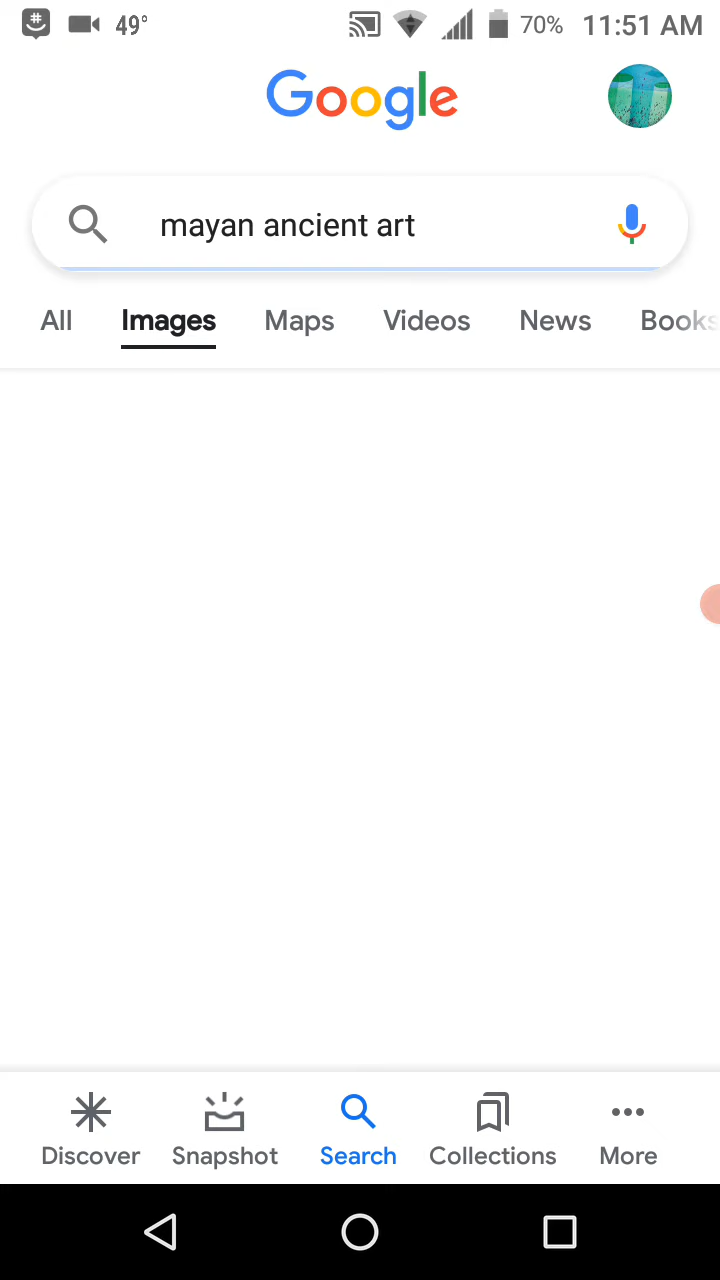 49° 70% 11:51 AM
Google
mayan ancient art
All Images Maps Videos News Books
Discover Snapshot Search Collections More